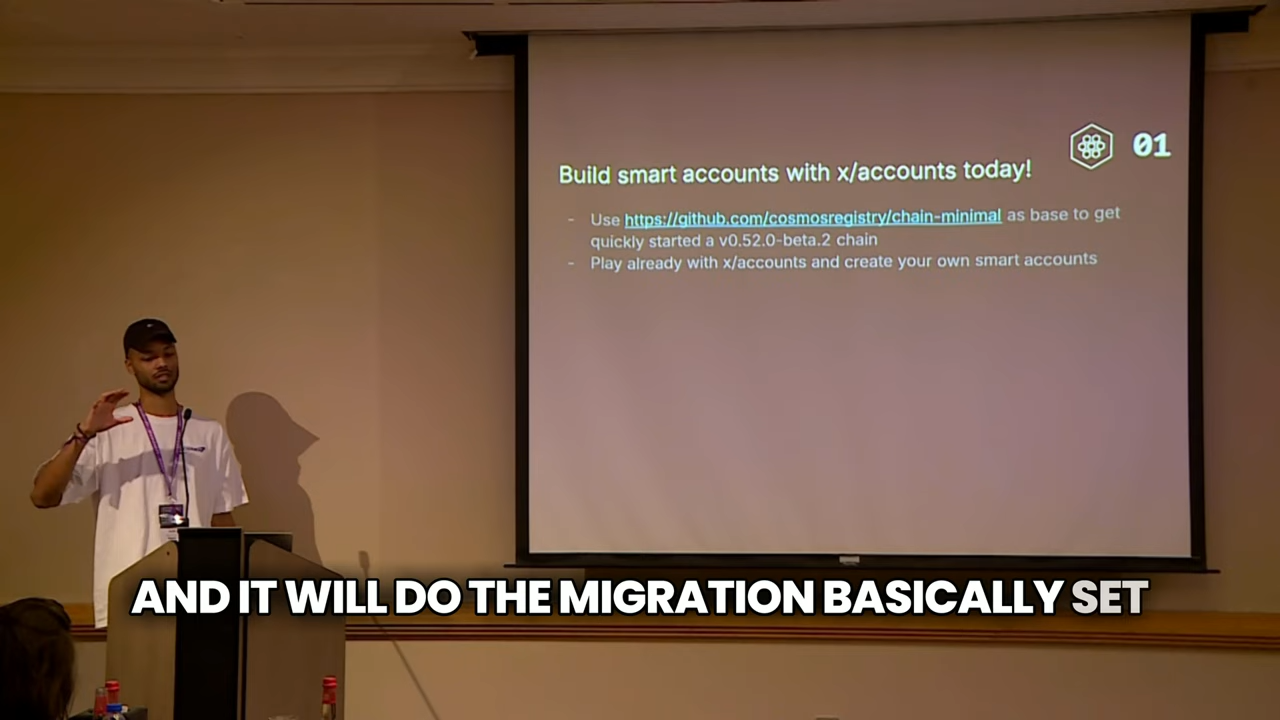 01
Build smart accounts with x/accounts today!
- Use https://github.com/cosmosregistry/chain-minimal as base to get
quickly started a v0.52.0-beta.2 chain
- Play already with x/accounts and create your own smart accounts
AND IT WILL DO THE MIGRATION BASICALLY SET